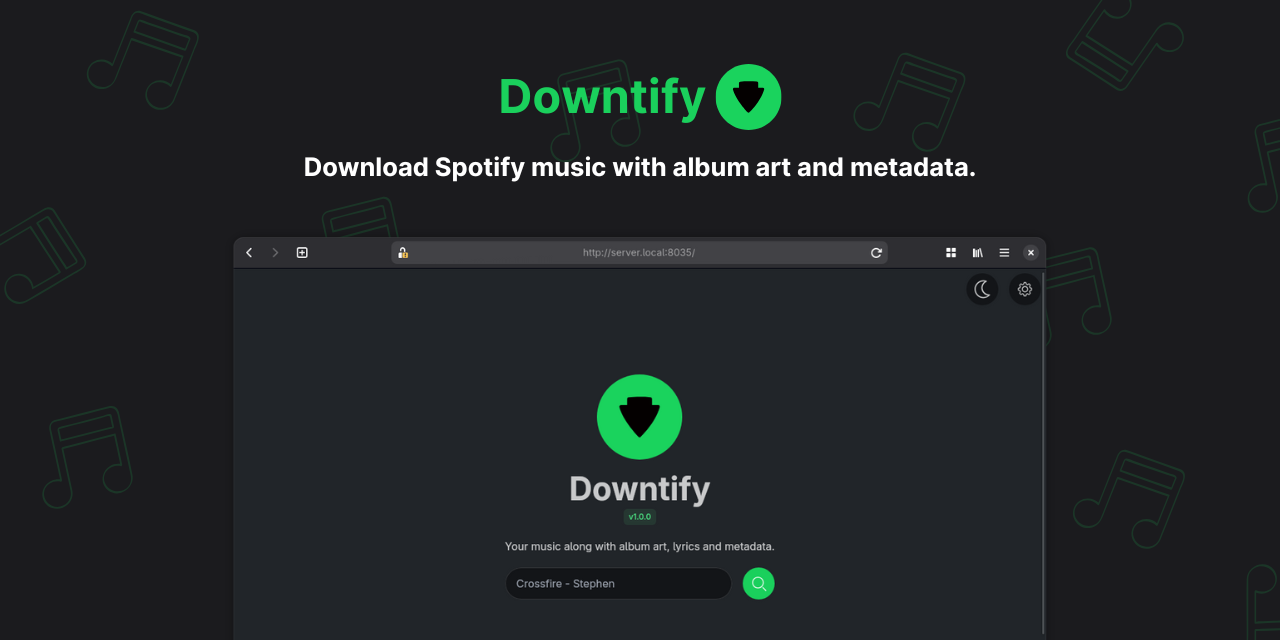 Downtify
Download Spotify music with album art and metadata.
http://server.local:8035/
Downtify
v1.0.0
Your music along with album art, lyrics and metadata.
Crossfire - Stephen